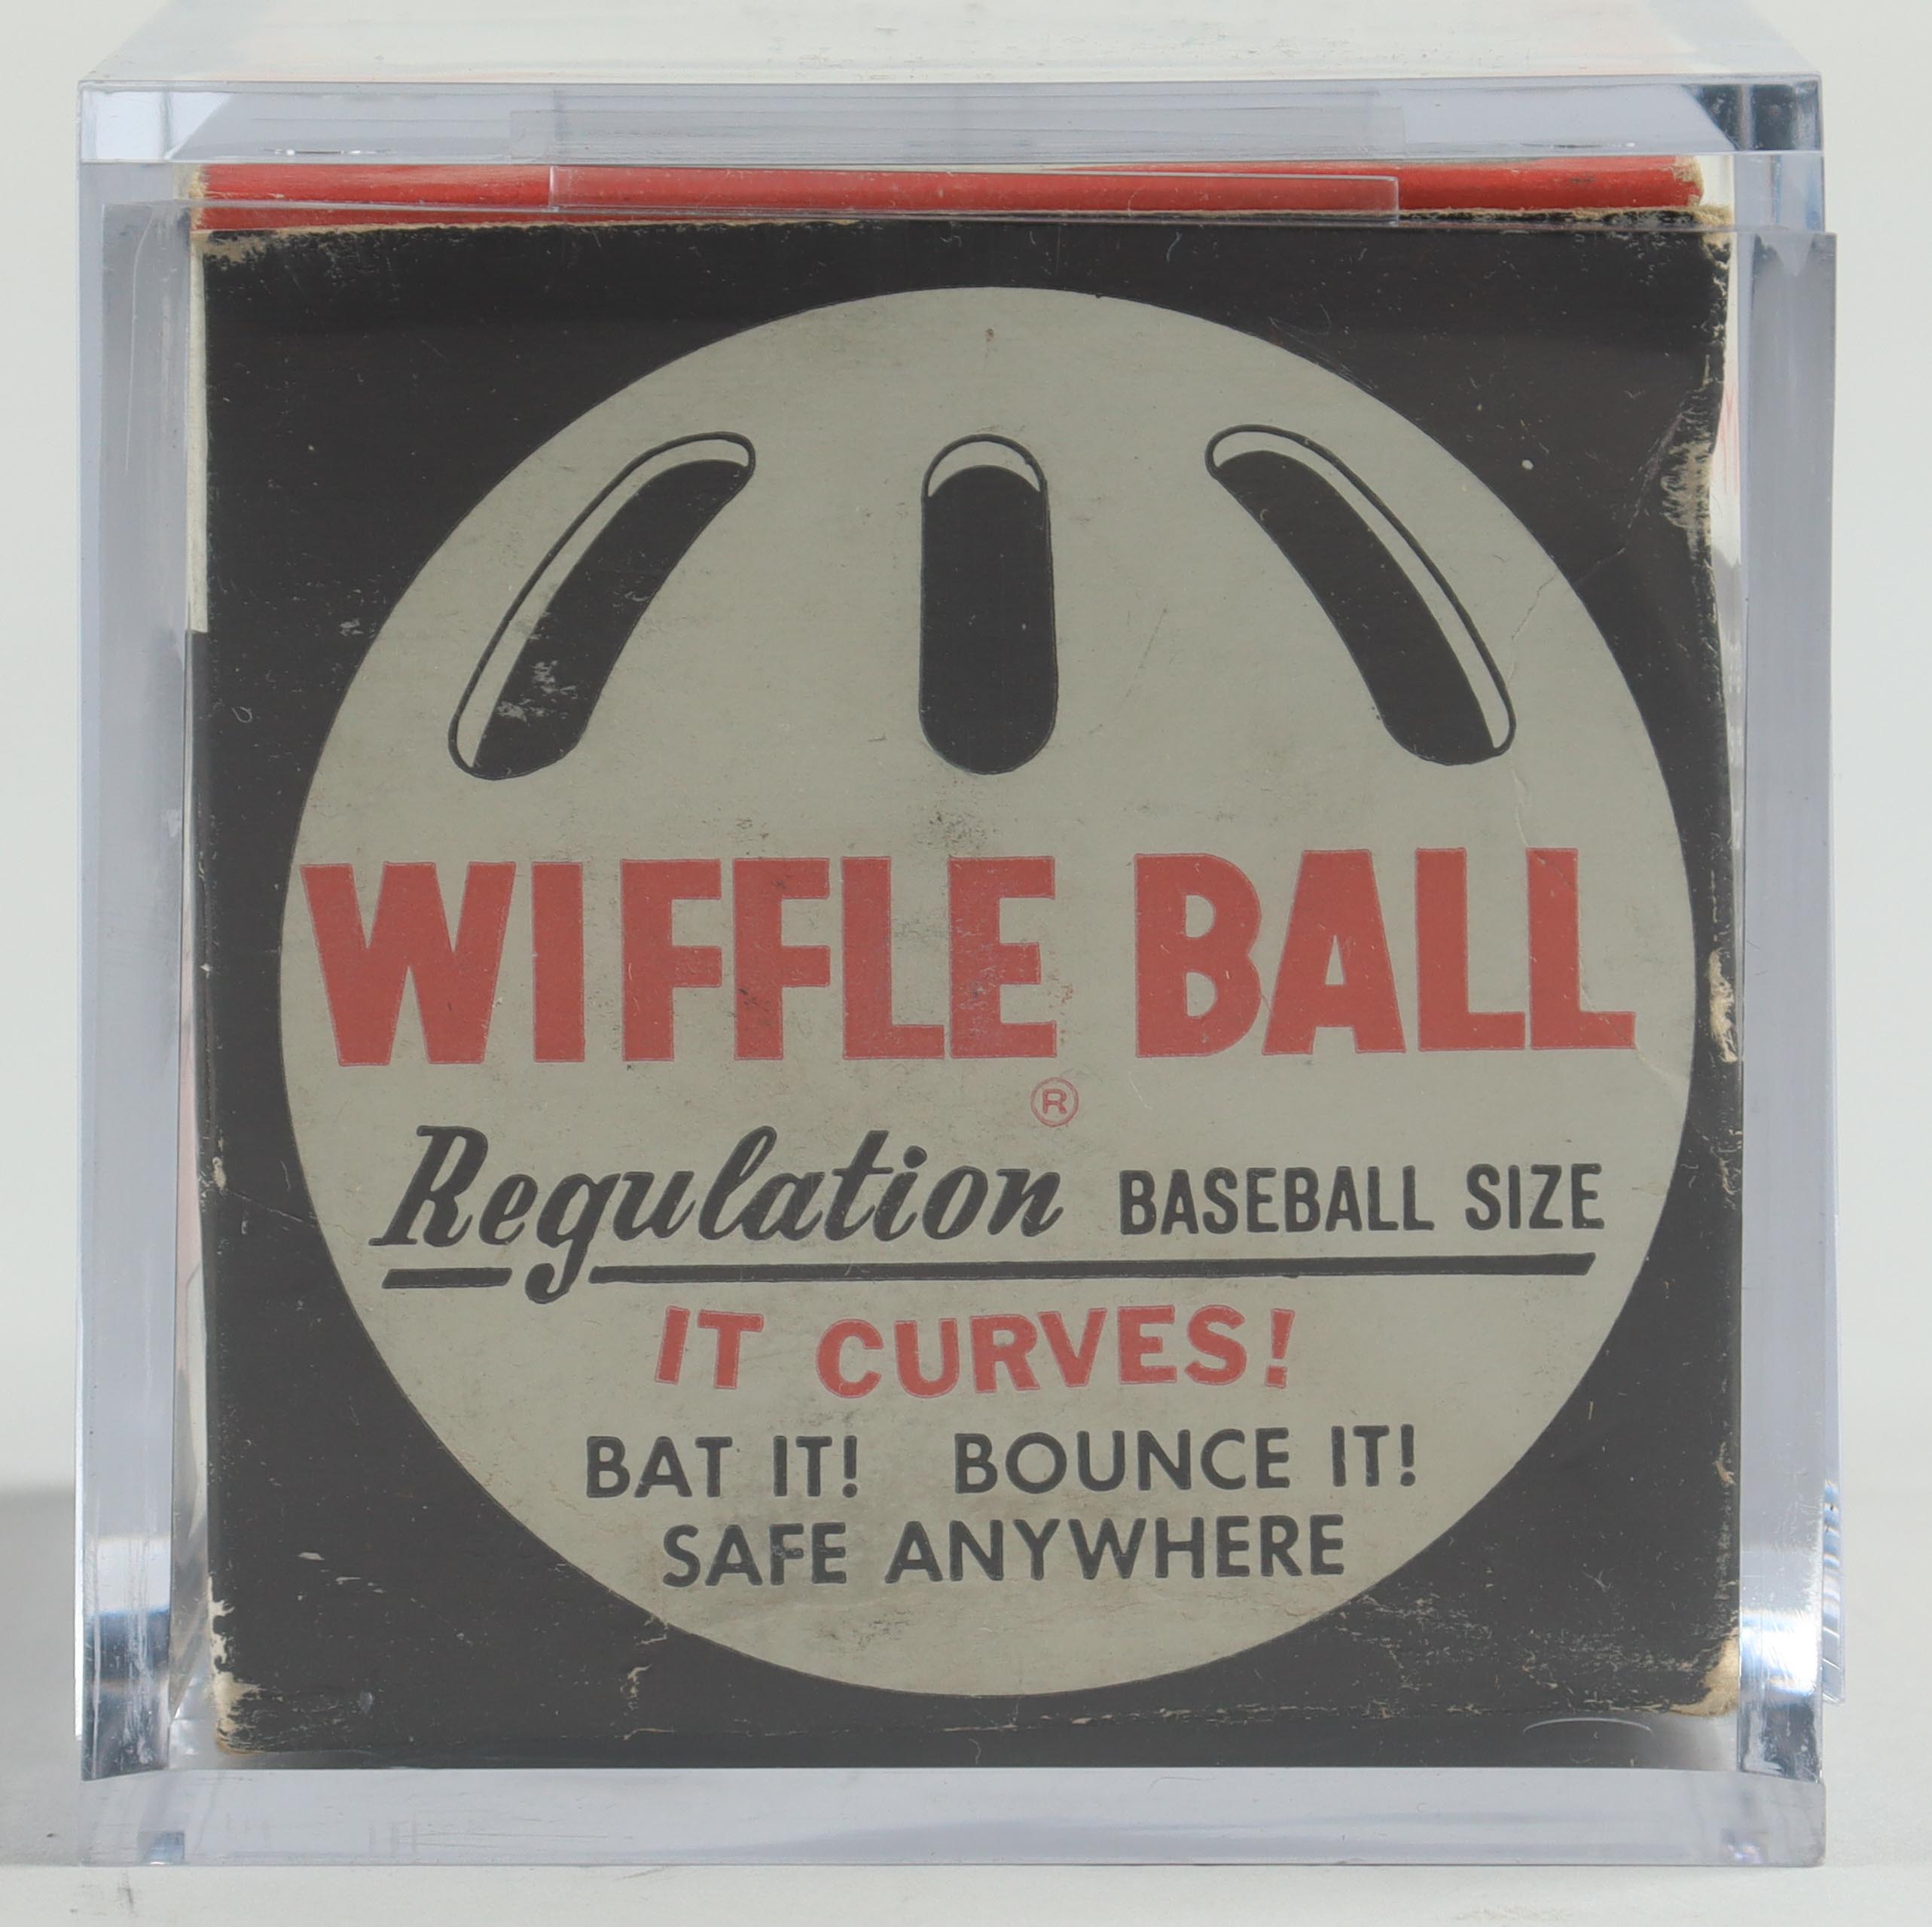 WIFFLE BALL
®
Regulation BASEBALL SIZE
IT CURVES!
BAT IT! BOUNCE IT!
SAFE ANYWHERE